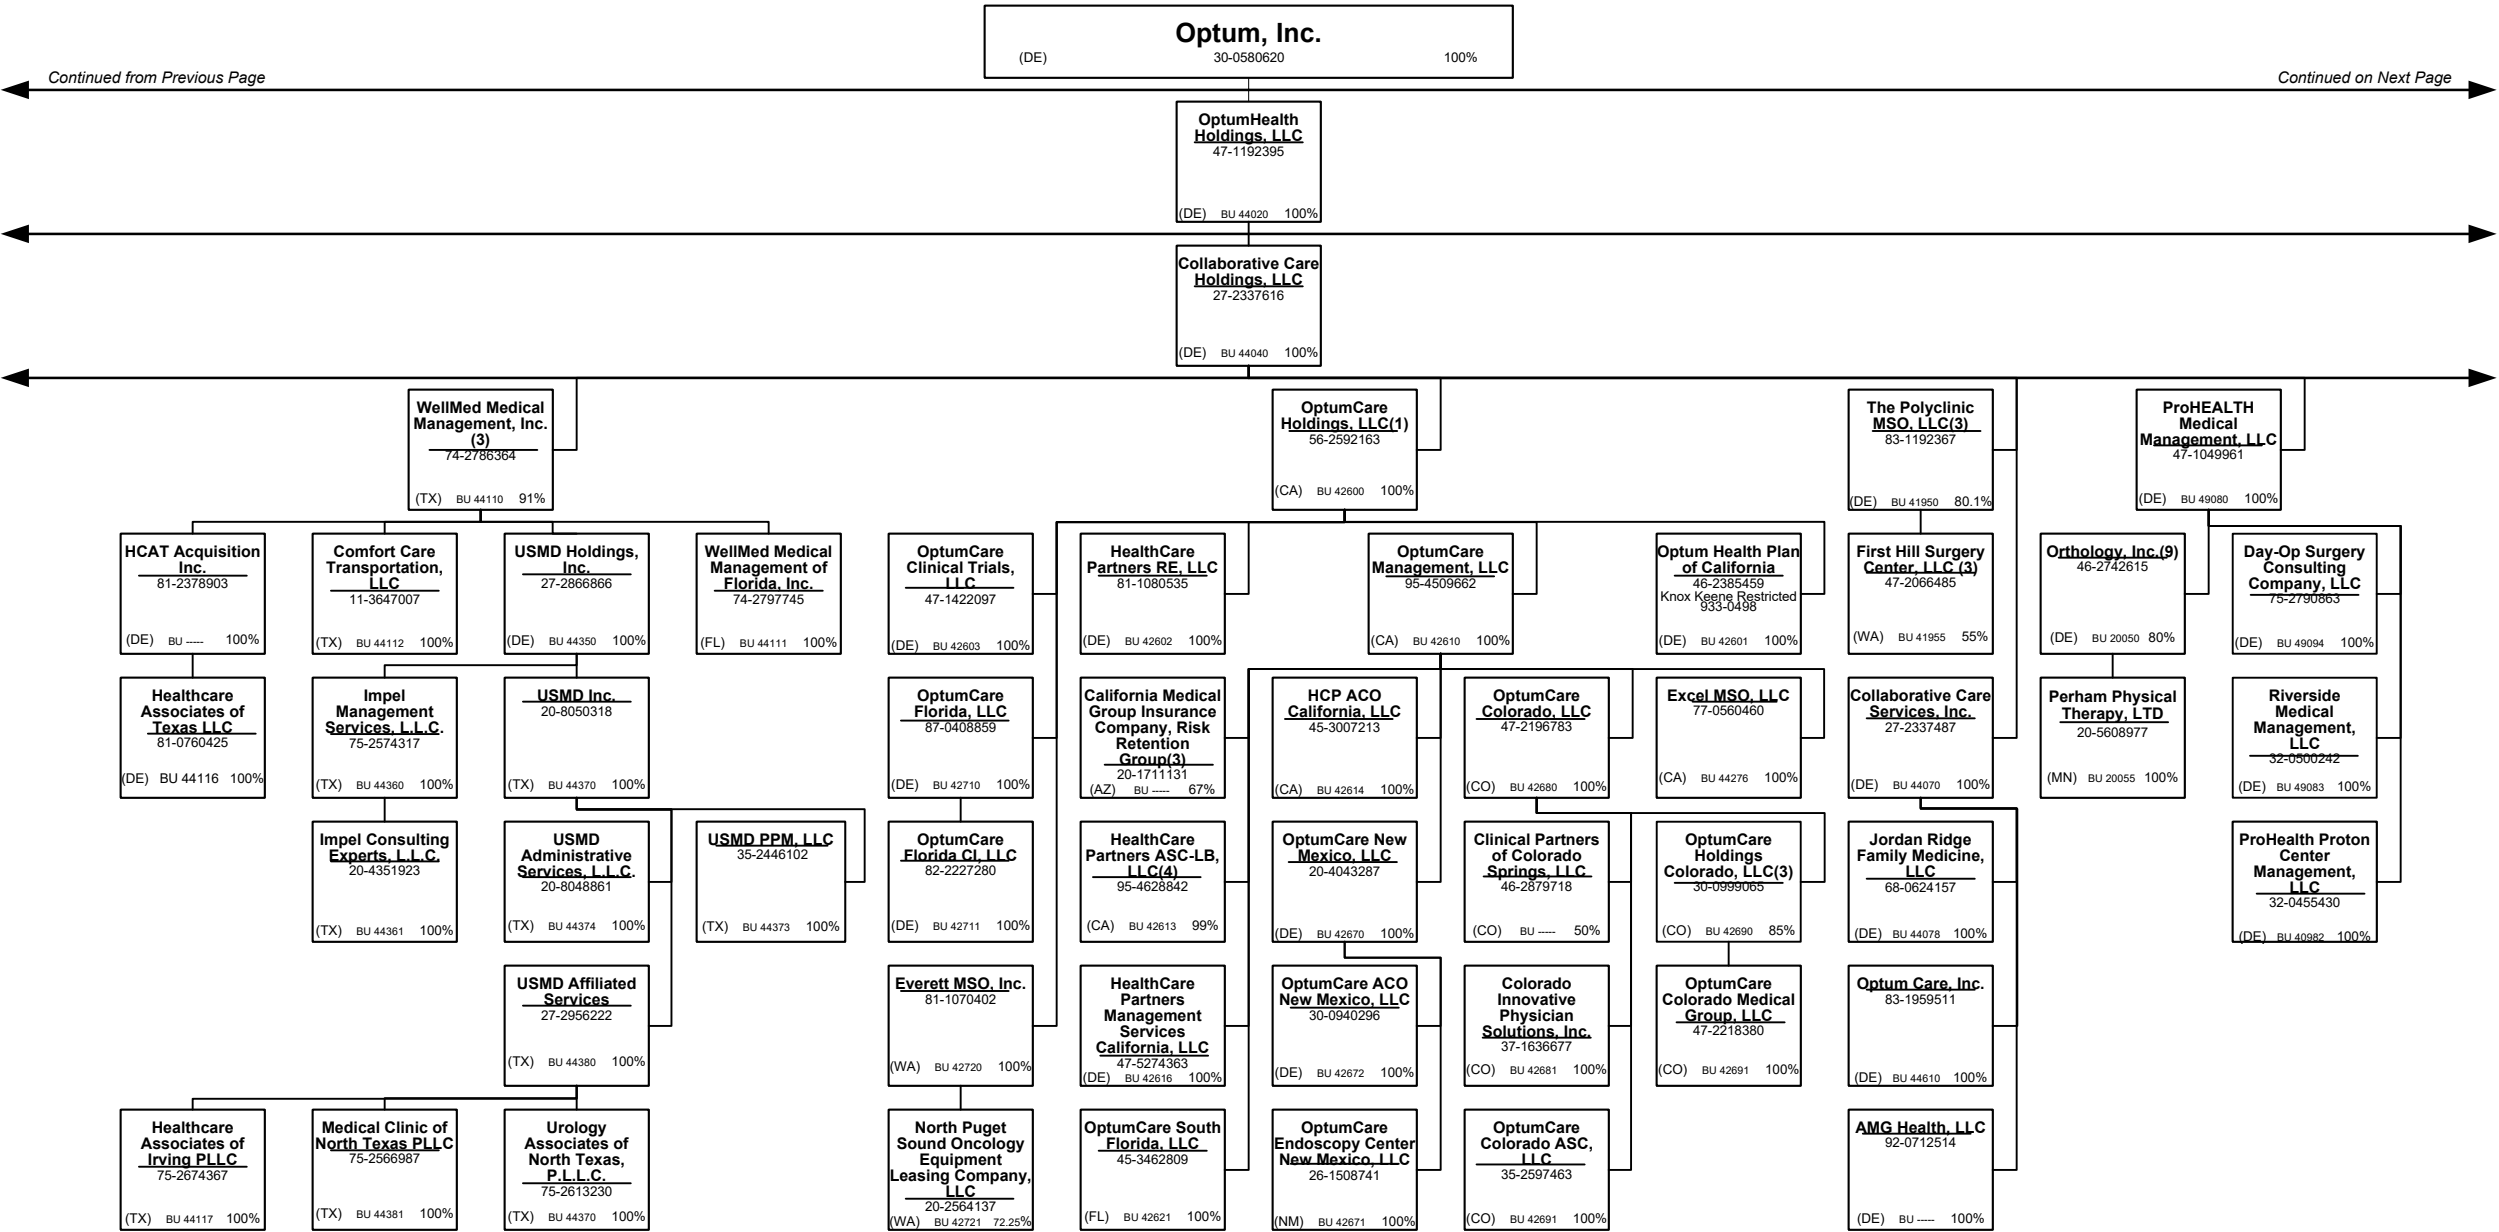 Optum, Inc.
(DE) 30-0580620 100%
Continued from Previous Page
Continued on Next Page
OptumHealth
Holdings, LLC
47-1192395
(DE) BU 44020 100%
Collaborative Care
Holdings, LLC
27-2337616
(DE) BU 44040 100%
WellMed Medical
Management, Inc.
(3)
74-2786364
(TX) BU 44110 91%
OptumCare
Holdings, LLC(1)
56-2592163
(CA) BU 42600 100%
The Polyclinic
MSO, LLC(3)
83-1192367
(DE) BU 41950 80.1%
ProHEALTH
Medical
Management, LLC
47-1049961
(DE) BU 49080 100%
HCAT Acquisition
Inc.
81-2378903
(DE) BU ----- 100%
Comfort Care
Transportation,
LLC
11-3647007
(TX) BU 44112 100%
USMD Holdings,
Inc.
27-2866866
(DE) BU 44350 100%
WellMed Medical
Management of
Florida, Inc.
74-2797745
(FL) BU 44111 100%
OptumCare
Clinical Trials,
LLC
47-1422097
(DE) BU 42603 100%
HealthCare
Partners RE, LLC
81-1080535
(DE) BU 42602 100%
OptumCare
Management, LLC
95-4509662
(CA) BU 42610 100%
Optum Health Plan
of California
46-2385459
Knox Keene Restricted
933-0498
(DE) BU 42601 100%
First Hill Surgery
Center, LLC (3)
47-2066485
(WA) BU 41955 55%
Orthology, Inc.(9)
46-2742615
(DE) BU 20050 80%
Day-Op Surgery
Consulting
Company, LLC
75-2790863
(DE) BU 49094 100%
Healthcare
Associates of
Texas LLC
81-0760425
(DE) BU 44116 100%
Impel
Management
Services, L.L.C.
75-2574317
(TX) BU 44360 100%
USMD Inc.
20-8050318
(TX) BU 44370 100%
OptumCare
Florida, LLC
87-0408859
(DE) BU 42710 100%
California Medical
Group Insurance
Company, Risk
Retention
Group(3)
20-1711131
(AZ) BU ----- 67%
HCP ACO
California, LLC
45-3007213
(CA) BU 42614 100%
OptumCare
Colorado, LLC
47-2196783
(CO) BU 42680 100%
Excel MSO, LLC
77-0560460
(CA) BU 44276 100%
Collaborative Care
Services, Inc.
27-2337487
(DE) BU 44070 100%
Perham Physical
Therapy, LTD
20-5608977
(MN) BU 20055 100%
Riverside
Medical
Management,
LLC
32-0500242
(DE) BU 49083 100%
Impel Consulting
Experts, L.L.C.
20-4351923
(TX) BU 44361 100%
USMD
Administrative
Services, L.L.C.
20-8048861
(TX) BU 44374 100%
USMD PPM, LLC
35-2446102
(TX) BU 44373 100%
OptumCare
Florida CI, LLC
82-2227280
(DE) BU 42711 100%
HealthCare
Partners ASC-LB,
LLC(4)
95-4628842
(CA) BU 42613 99%
OptumCare New
Mexico, LLC
20-4043287
(DE) BU 42670 100%
Clinical Partners
of Colorado
Springs, LLC
46-2879718
(CO) BU ----- 50%
OptumCare
Holdings
Colorado, LLC(3)
30-0999065
(CO) BU 42690 85%
Jordan Ridge
Family Medicine,
LLC
68-0624157
(DE) BU 44078 100%
ProHealth Proton
Center
Management,
LLC
32-0455430
(DE) BU 40982 100%
USMD Affiliated
Services
27-2956222
(TX) BU 44380 100%
Everett MSO, Inc.
81-1070402
(WA) BU 42720 100%
HealthCare
Partners
Management
Services
California, LLC
47-5274363
(DE) BU 42616 100%
OptumCare ACO
New Mexico, LLC
30-0940296
(DE) BU 42672 100%
Colorado
Innovative
Physician
Solutions, Inc.
37-1636677
(CO) BU 42681 100%
OptumCare
Colorado Medical
Group, LLC
47-2218380
(CO) BU 42691 100%
Optum Care, Inc.
83-1959511
(DE) BU 44610 100%
Healthcare
Associates of
Irving PLLC
75-2674367
(TX) BU 44117 100%
Medical Clinic of
North Texas PLLC
75-2566987
(TX) BU 44381 100%
Urology
Associates of
North Texas,
P.L.L.C.
75-2613230
(TX) BU 44370 100%
North Puget
Sound Oncology
Equipment
Leasing Company,
LLC
20-2564137
(WA) BU 42721 72.25%
OptumCare South
Florida, LLC
45-3462809
(FL) BU 42621 100%
OptumCare
Endoscopy Center
New Mexico, LLC
26-1508741
(NM) BU 42671 100%
OptumCare
Colorado ASC,
LLC
35-2597463
(CO) BU 42691 100%
AMG Health, LLC
92-0712514
(DE) BU ----- 100%